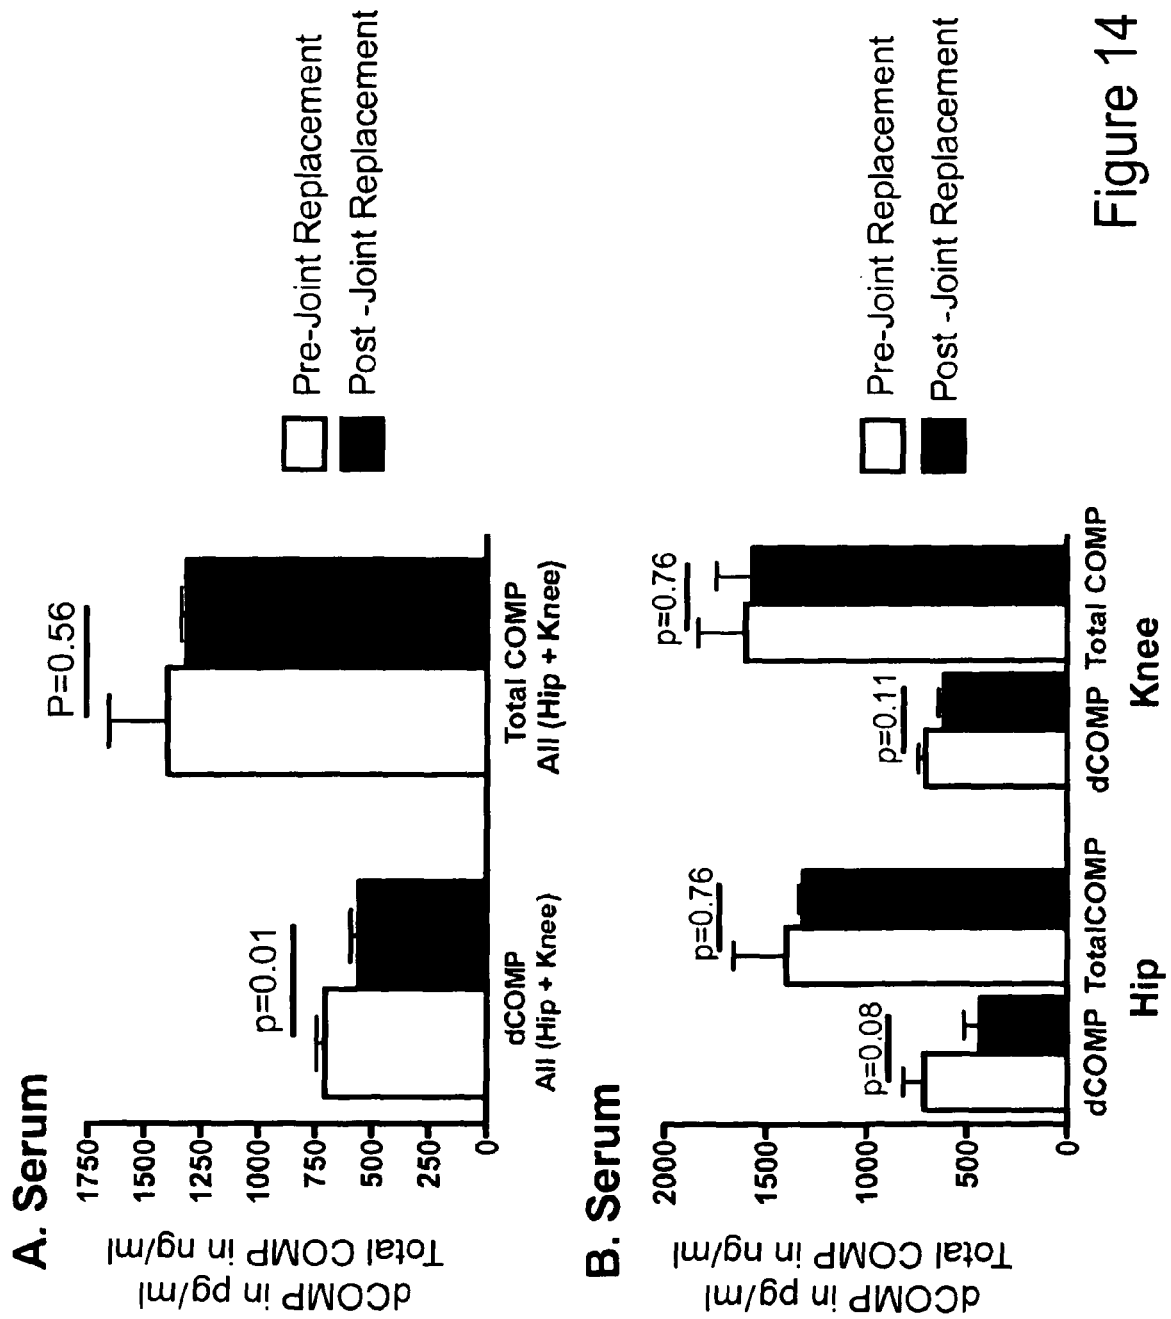 A. Serum
dCOMP in pg/ml
Total COMP in ng/ml
1750
1500
1250
1000
750
500
250
0
p=0.01
P=0.56
dCOMP
All (Hip + Knee)
Total COMP
All (Hip + Knee)
Pre-Joint Replacement
Post -Joint Replacement
B. Serum
dCOMP in pg/ml
Total COMP in ng/ml
2000
1500
1000
500
0
p=0.08
p=0.76
p=0.11
p=0.76
dCOMP TotalCOMP dCOMP Total COMP
Hip Knee
Pre-Joint Replacement
Post -Joint Replacement
Figure 14